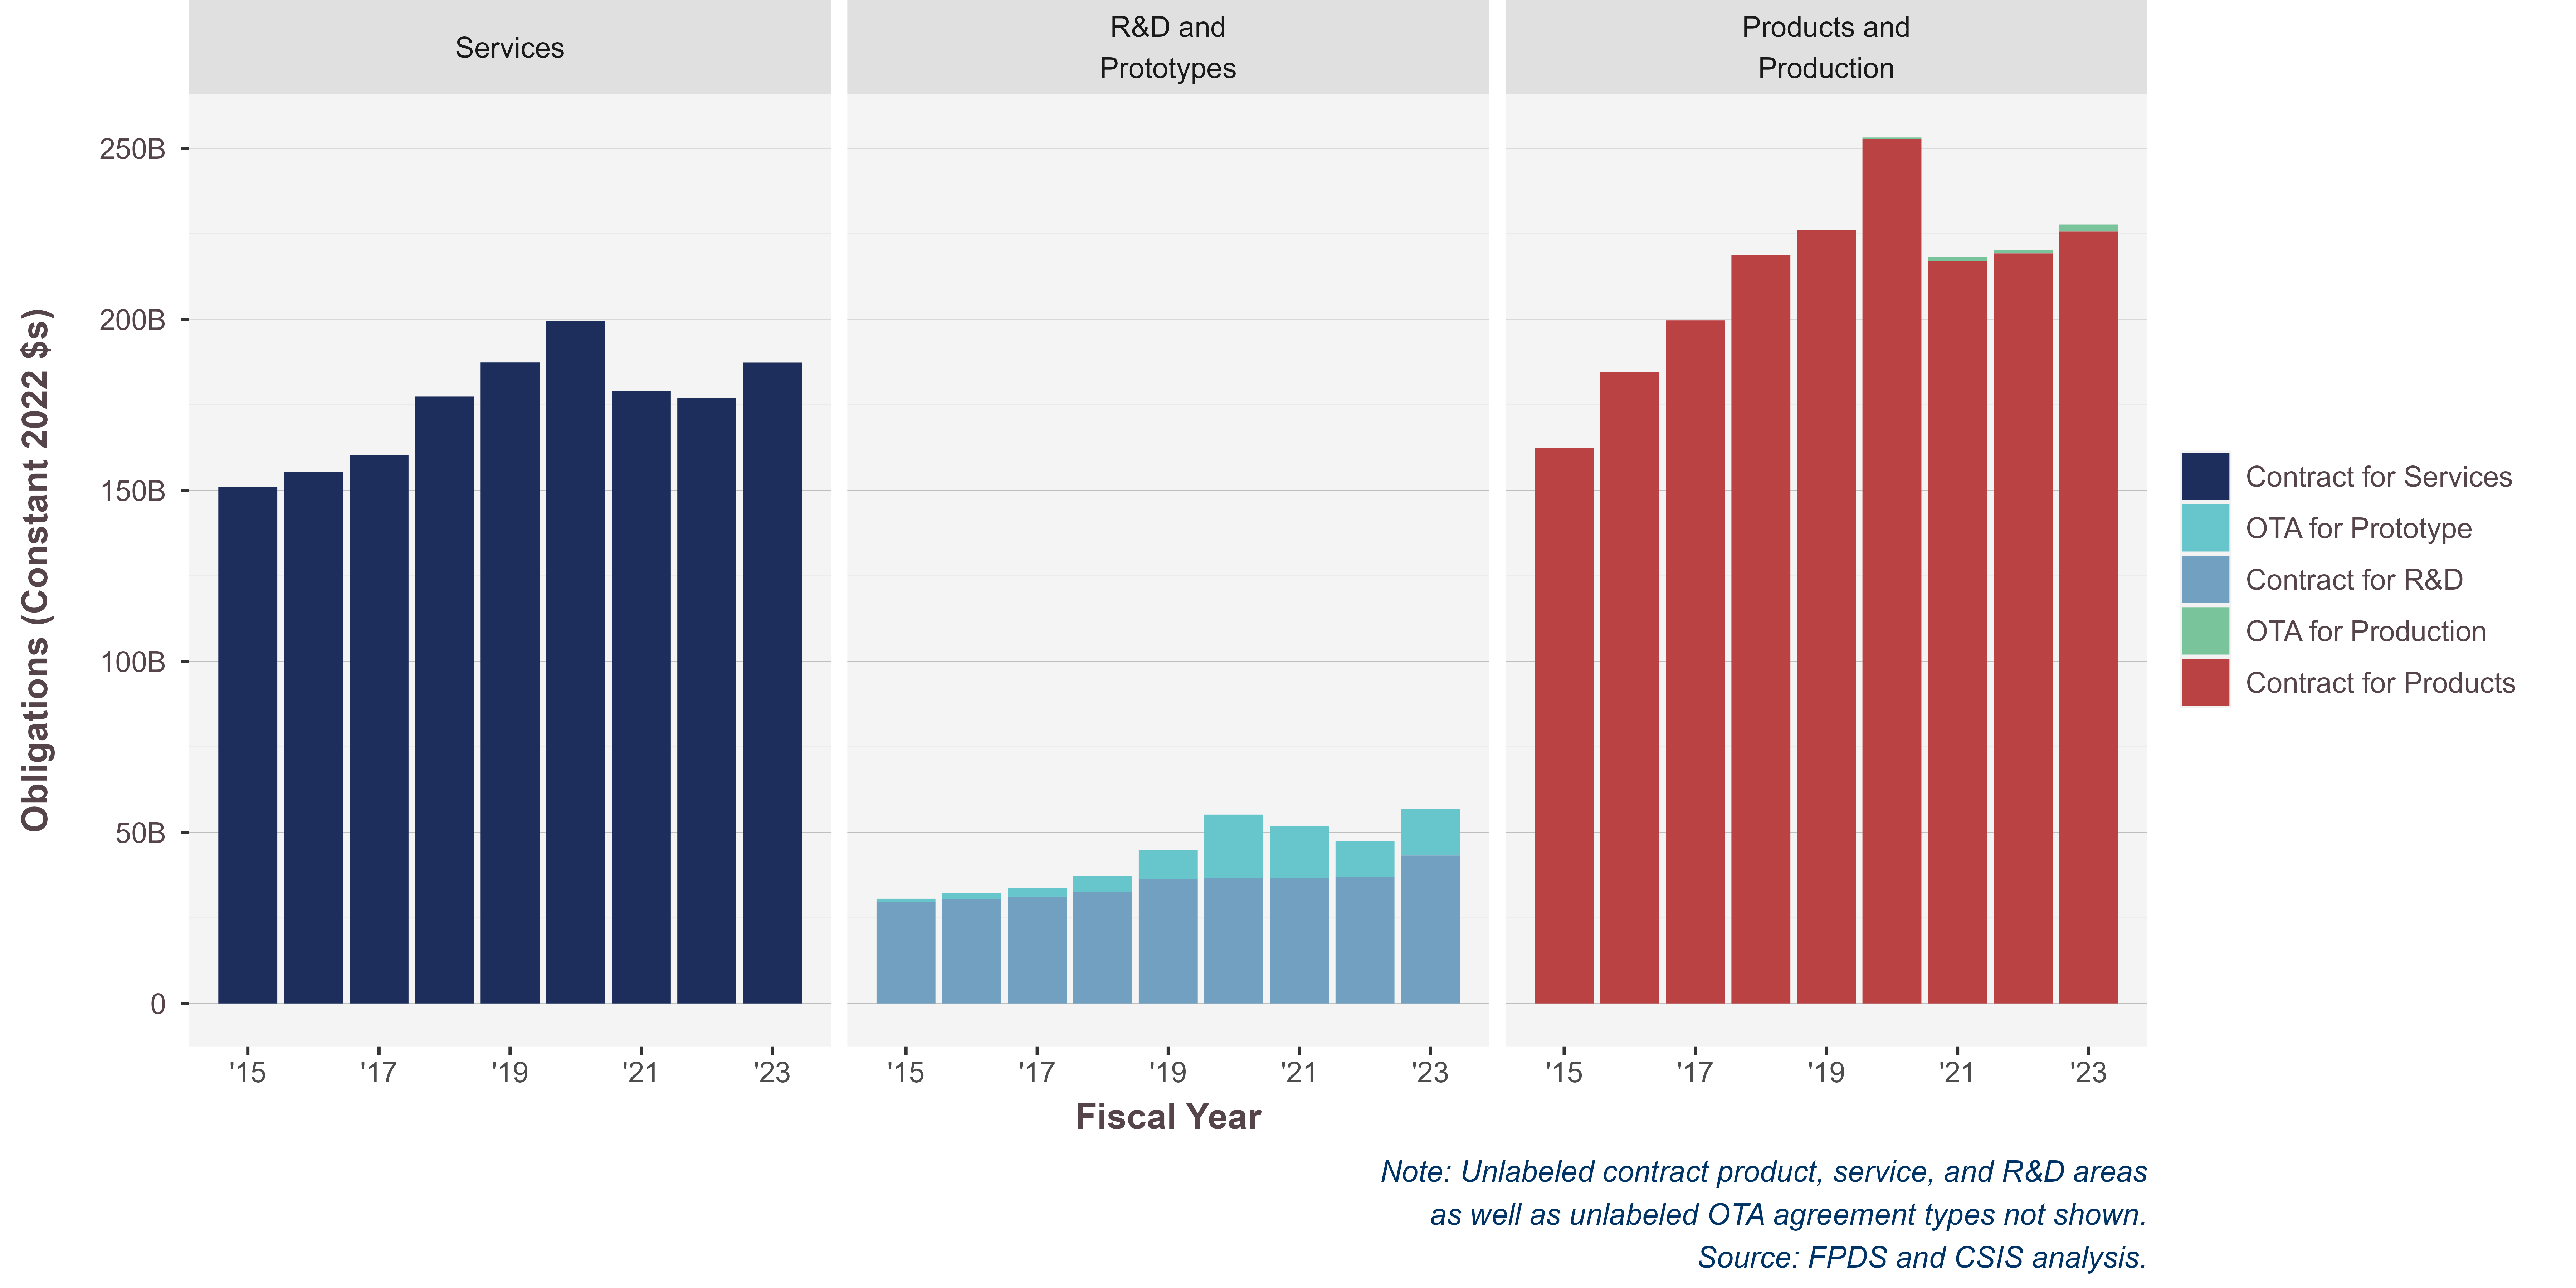 Services
R&D and
Prototypes
Products and
Production
Obligations (Constant 2022 $s)
250B
200B
150B
100B
50B
0
'15 '17 '19 '21 '23
'15 '17 '19 '21 '23
'15 '17 '19 '21 '23
Fiscal Year
Contract for Services
OTA for Prototype
Contract for R&D
OTA for Production
Contract for Products
Note: Unlabeled contract product, service, and R&D areas
as well as unlabeled OTA agreement types not shown.
Source: FPDS and CSIS analysis.